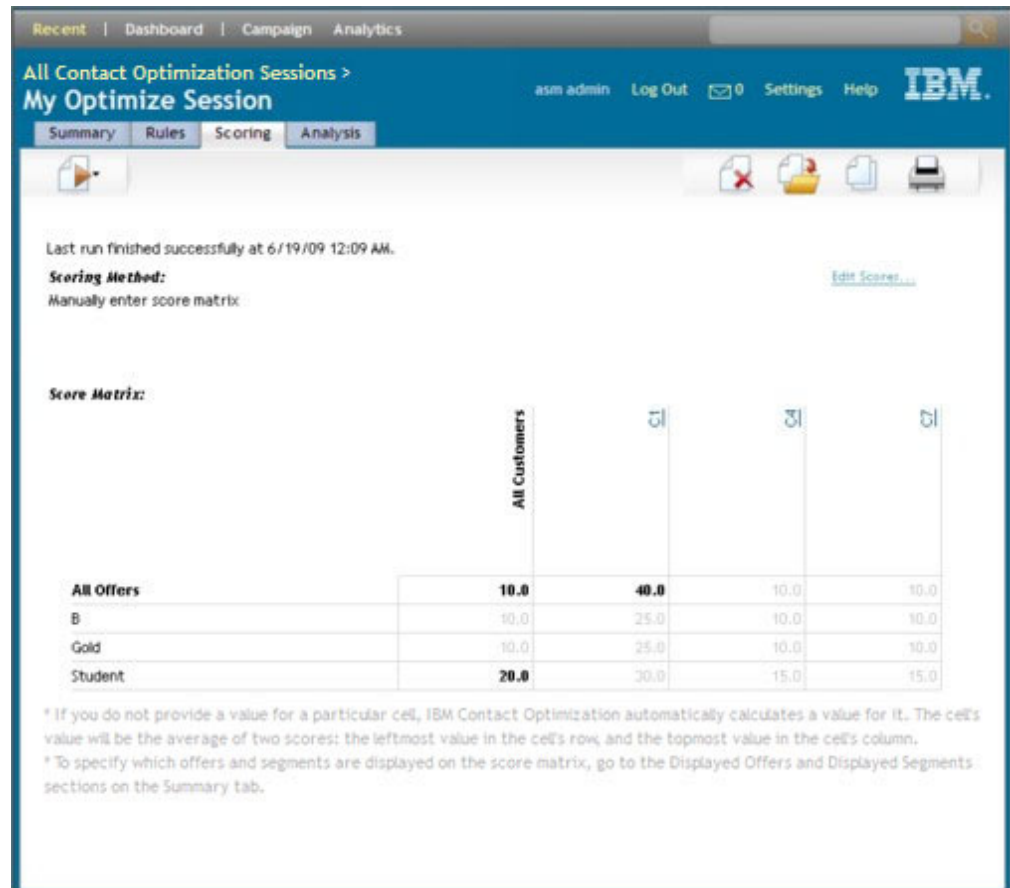 Recent | Dashboard | Campaign Analytics
All Contact Optimization Sessions >
My Optimize Session
asm admin Log Out 0 Settings Help IBM.
Summary Rules Scoring Analysis
Last run finished successfully at 6/19/09 12:09 AM.
Scoring Method:
Edit Scores...
Manually enter score matrix
Score Matrix:
All Customers C1 C4 C7
All Offers 10.0 40.0 10.0 10.0
B 10.0 25.0 10.0 10.0
Gold 10.0 25.0 10.0 10.0
Student 20.0 30.0 15.0 15.0
* If you do not provide a value for a particular cell, IBM Contact Optimization automatically calculates a value for it. The cell's
value will be the average of two scores: the leftmost value in the cell's row, and the topmost value in the cell's column.
* To specify which offers and segments are displayed on the score matrix, go to the Displayed Offers and Displayed Segments
sections on the Summary tab.